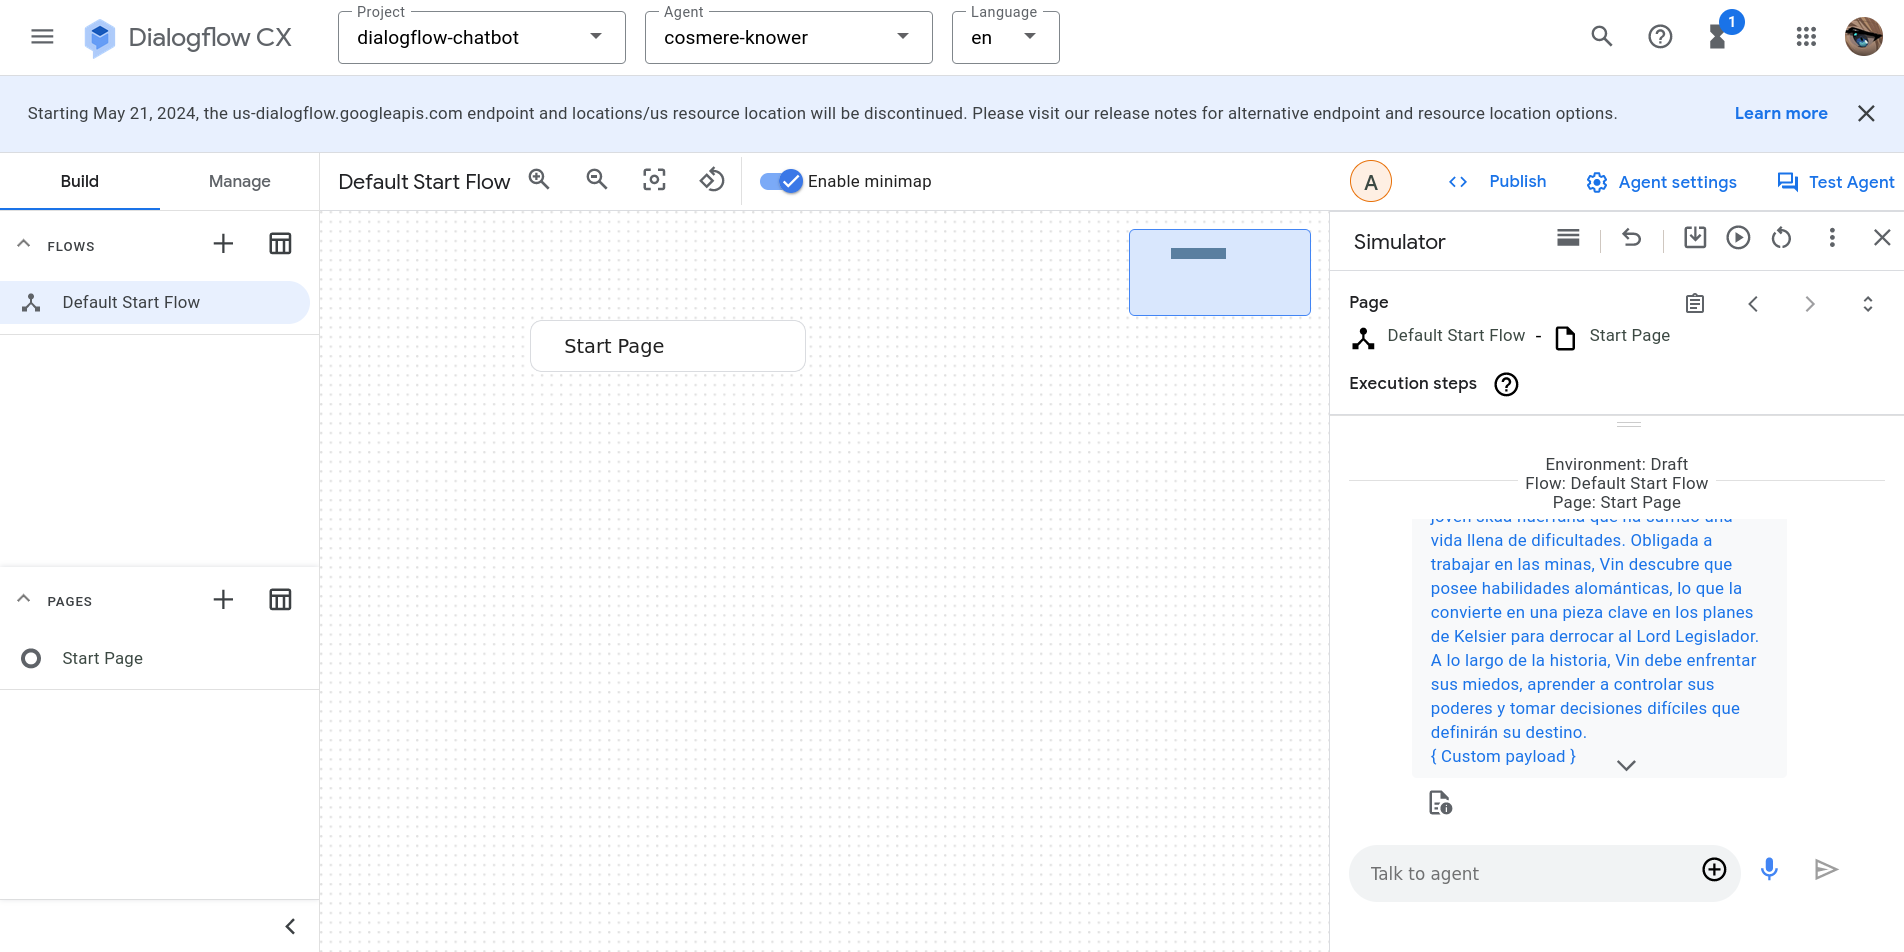 Dialogflow CX
Project
dialogflow-chatbot
Agent
cosmere-knower
Language
en
1
Starting May 21, 2024, the us-dialogflow.googleapis.com endpoint and locations/us resource location will be discontinued. Please visit our release notes for alternative endpoint and resource location options.
Learn more
Build
Manage
Default Start Flow
Enable minimap
A
Publish
Agent settings
Test Agent
FLOWS
Default Start Flow
PAGES
Start Page
Start Page
Simulator
Page
Default Start Flow - Start Page
Execution steps
Environment: Draft
Flow: Default Start Flow
Page: Start Page
joven skaa huérfana que ha sufrido una
vida llena de dificultades. Obligada a
trabajar en las minas, Vin descubre que
posee habilidades alománticas, lo que la
convierte en una pieza clave en los planes
de Kelsier para derrocar al Lord Legislador.
A lo largo de la historia, Vin debe enfrentar
sus miedos, aprender a controlar sus
poderes y tomar decisiones difíciles que
definirán su destino.
{ Custom payload }
Talk to agent